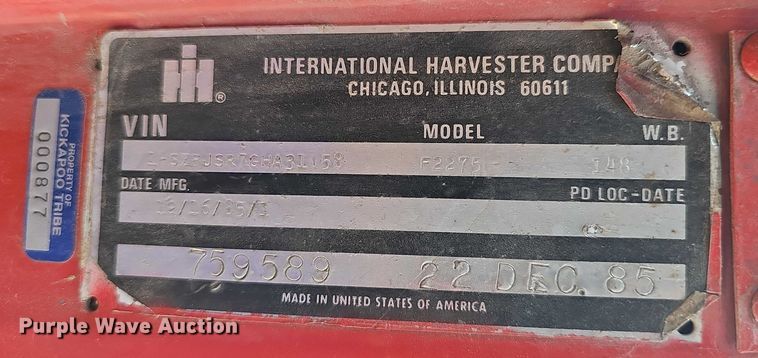 INTERNATIONAL HARVESTER
CHICAGO, ILLINOIS 60611
VIN MODEL W.B.
F2275 148
DATE MFG. PD LOC-DATE
759589 22 DEC. 85
MADE IN UNITED STATES OF AMERICA
PROPERTY OF
KICKAPOO TRIBE
000877
Purple Wave Auction